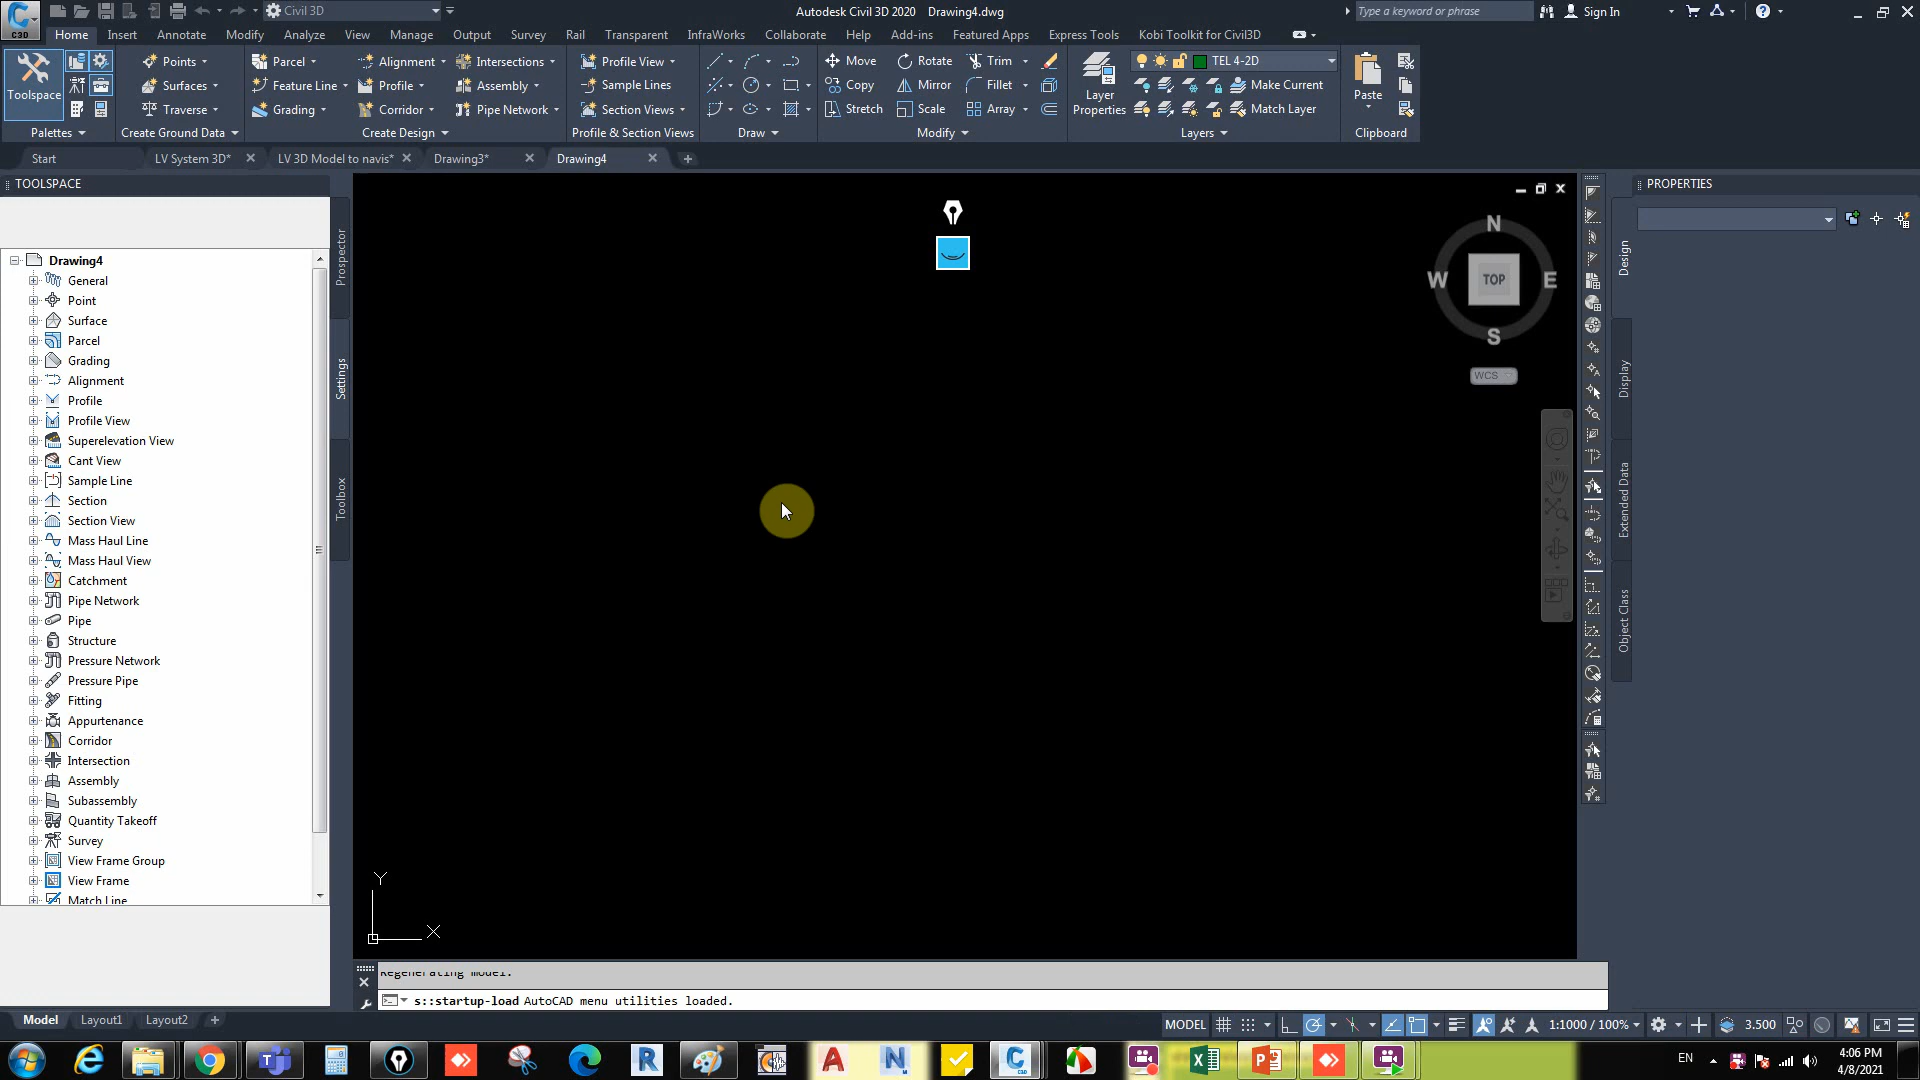 Civil 3D
Autodesk Civil 3D 2020 Drawing4.dwg
Type a keyword or phrase
Sign In
C3D
Home Insert Annotate Modify Analyze View Manage Output Survey Rail Transparent InfraWorks Collaborate Help Add-ins Featured Apps Express Tools Kobi Toolkit for Civil3D
Toolspace
Points
Surfaces
Traverse
Parcel
Feature Line
Grading
Alignment
Profile
Corridor
Intersections
Assembly
Pipe Network
Profile View
Sample Lines
Section Views
Move
Copy
Stretch
Rotate
Mirror
Scale
Trim
Fillet
Array
Layer
Properties
TEL 4-2D
Make Current
Match Layer
Paste
Palettes
Create Ground Data
Create Design
Profile & Section Views
Draw
Modify
Layers
Clipboard
Start
LV System 3D*
LV 3D Model to navis*
Drawing3*
Drawing4
TOOLSPACE
Drawing4
General
Point
Surface
Parcel
Grading
Alignment
Profile
Profile View
Superelevation View
Cant View
Sample Line
Section
Section View
Mass Haul Line
Mass Haul View
Catchment
Pipe Network
Pipe
Structure
Pressure Network
Pressure Pipe
Fitting
Appurtenance
Corridor
Intersection
Assembly
Subassembly
Quantity Takeoff
Survey
View Frame Group
View Frame
Match Line
Prospector
Settings
Toolbox
N
W
TOP
E
S
WCS
Y
X
PROPERTIES
Design
Display
Extended Data
Object Class
Regenerating model.
s::startup-load AutoCAD menu utilities loaded.
Model
Layout1
Layout2
MODEL
1:1000 / 100%
3.500
EN
4:06 PM
4/8/2021